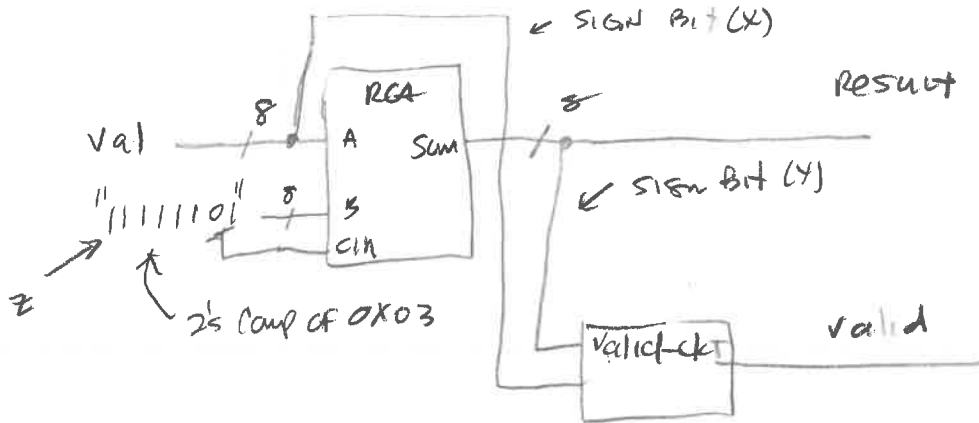 SIGN Bit (X)
RCA
Result
8
8
Val
A
Sum
sign Bit (Y)
"11111101"
8
B
Cin
Z
2's Comp of 0X03
Valid-ckT
Valid